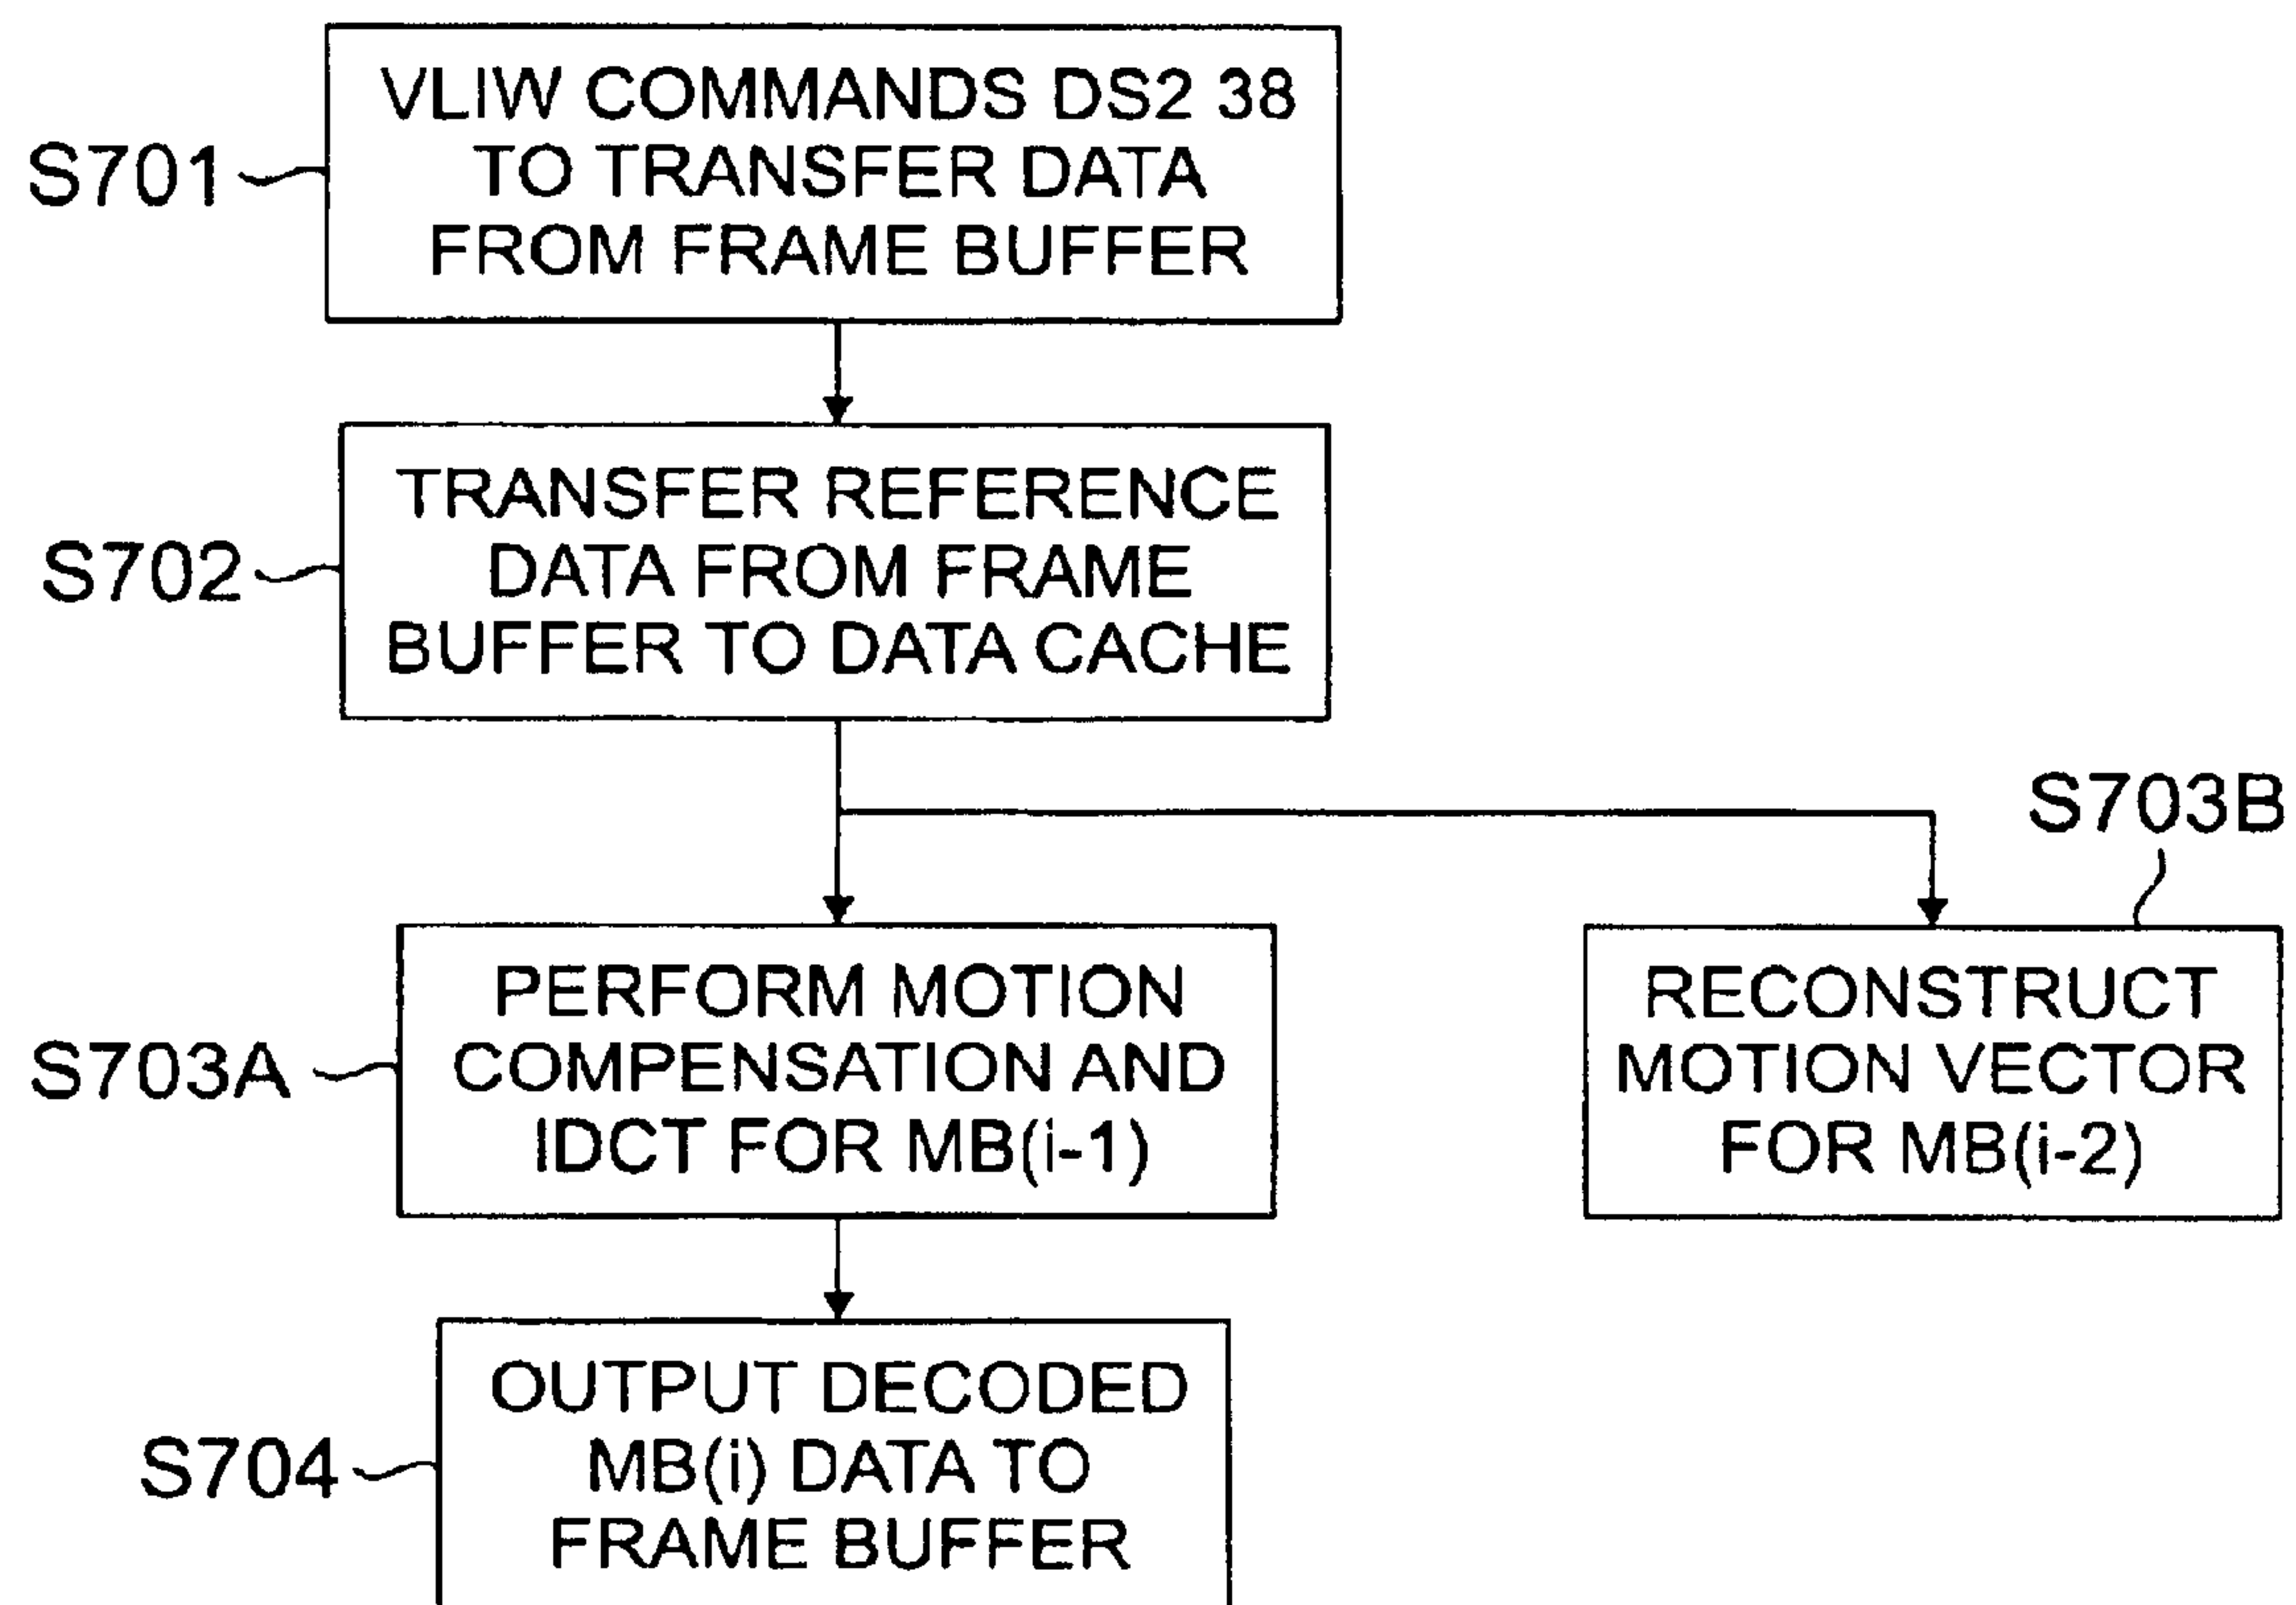 VLIW COMMANDS DS2 38
TO TRANSFER DATA
FROM FRAME BUFFER
S701
TRANSFER REFERENCE
DATA FROM FRAME
BUFFER TO DATA CACHE
S702
S703B
PERFORM MOTION
COMPENSATION AND
IDCT FOR MB(i-1)
S703A
RECONSTRUCT
MOTION VECTOR
FOR MB(i-2)
OUTPUT DECODED
MB(i) DATA TO
FRAME BUFFER
S704